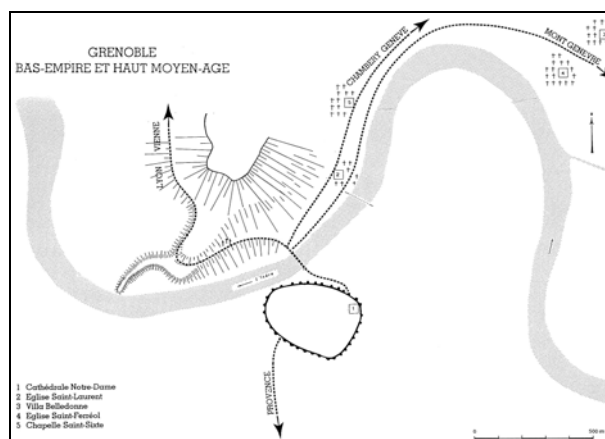 GRENOBLE
BAS-EMPIRE ET HAUT MOYEN-AGE
CHAMBERY GENEVE
MONT GENEVRE
LYON VIENNE
PROVENCE
1 Cathédrale Notre-Dame
2 Eglise Saint-Laurent
3 Villa Belledonne
4 Eglise Saint-Ferréol
5 Chapelle Saint-Sixte
0
500 m